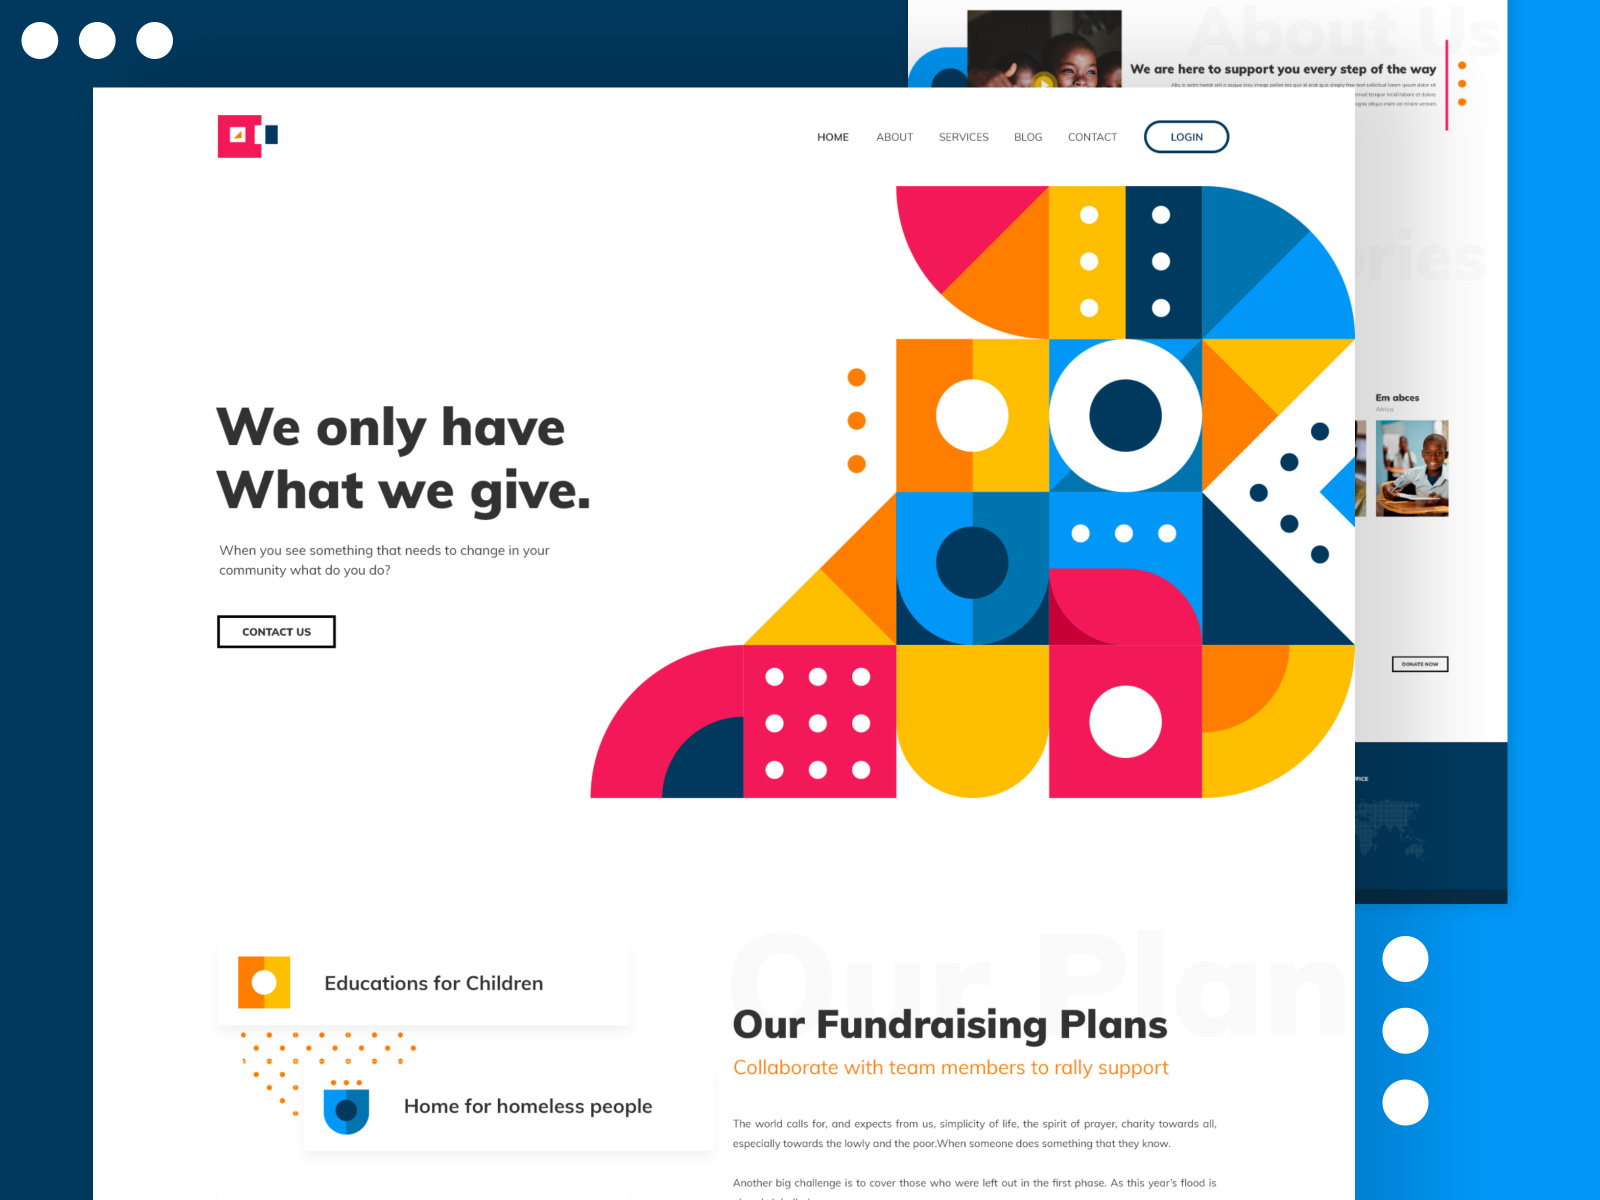 About Us
We are here to support you every step of the way
HOME
ABOUT
SERVICES
BLOG
CONTACT
LOGIN
We only have
What we give.
When you see something that needs to change in your
community what do you do?
CONTACT US
Em abces
Africa
DONATE NOW
Educations for Children
Home for homeless people
Our Plan
Our Fundraising Plans
Collaborate with team members to rally support
The world calls for, and expects from us, simplicity of life, the spirit of prayer, charity towards all,
especially towards the lowly and the poor.When someone does something that they know.
Another big challenge is to cover those who were left out in the first phase. As this year's flood is